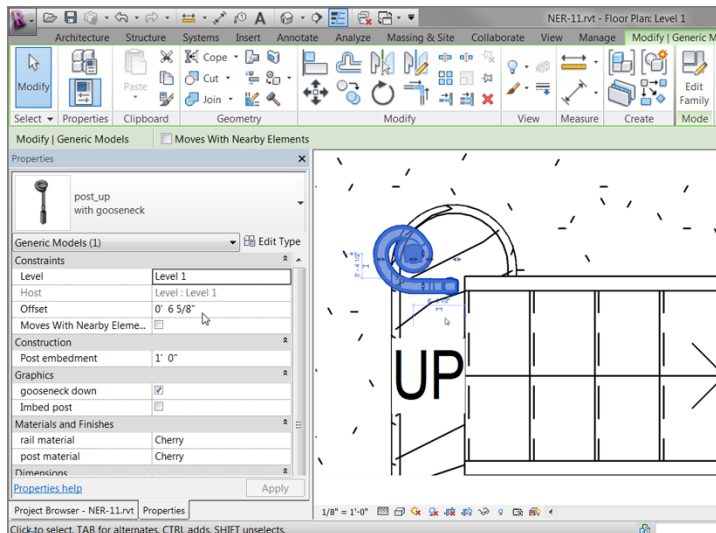 NER-11.rvt - Floor Plan: Level 1
Architecture Structure Systems Insert Annotate Analyze Massing & Site Collaborate View Manage Modify | Generic M
Modify
Paste
Cope
Cut
Join
Edit
Family
Select Properties Clipboard Geometry Modify View Measure Create Mode
Modify | Generic Models Moves With Nearby Elements
Properties
post_up
with gooseneck
Generic Models (1) Edit Type
Constraints
Level Level 1
Host Level : Level 1
Offset 0' 6 5/8"
Moves With Nearby Eleme...
Construction
Post embedment 1' 0"
Graphics
gooseneck down
Imbed post
Materials and Finishes
rail material Cherry
post material Cherry
Dimensions
Properties help Apply
Project Browser - NER-11.rvt Properties
UP
1/8" = 1'-0"
Click to select, TAB for alternates, CTRL adds, SHIFT unselects.